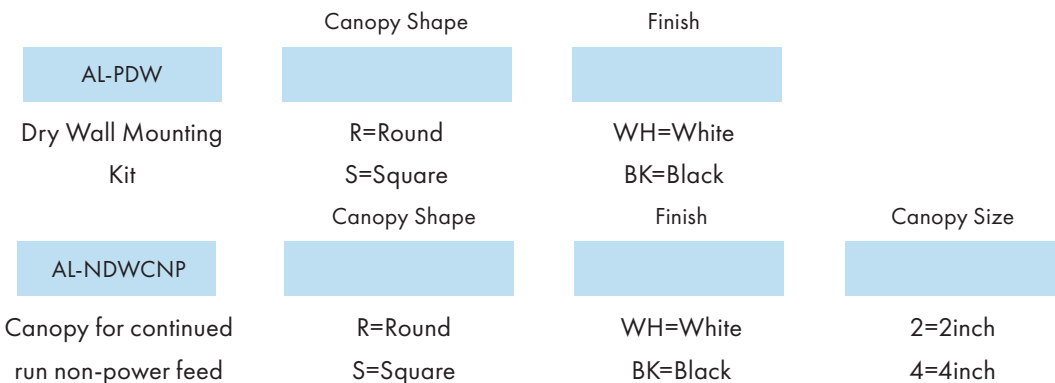 Canopy Shape Finish
AL-PDW
Dry Wall Mounting R=Round WH=White
Kit S=Square BK=Black
Canopy Shape Finish Canopy Size
AL-NDWCNP
Canopy for continued R=Round WH=White 2=2inch
run non-power feed S=Square BK=Black 4=4inch